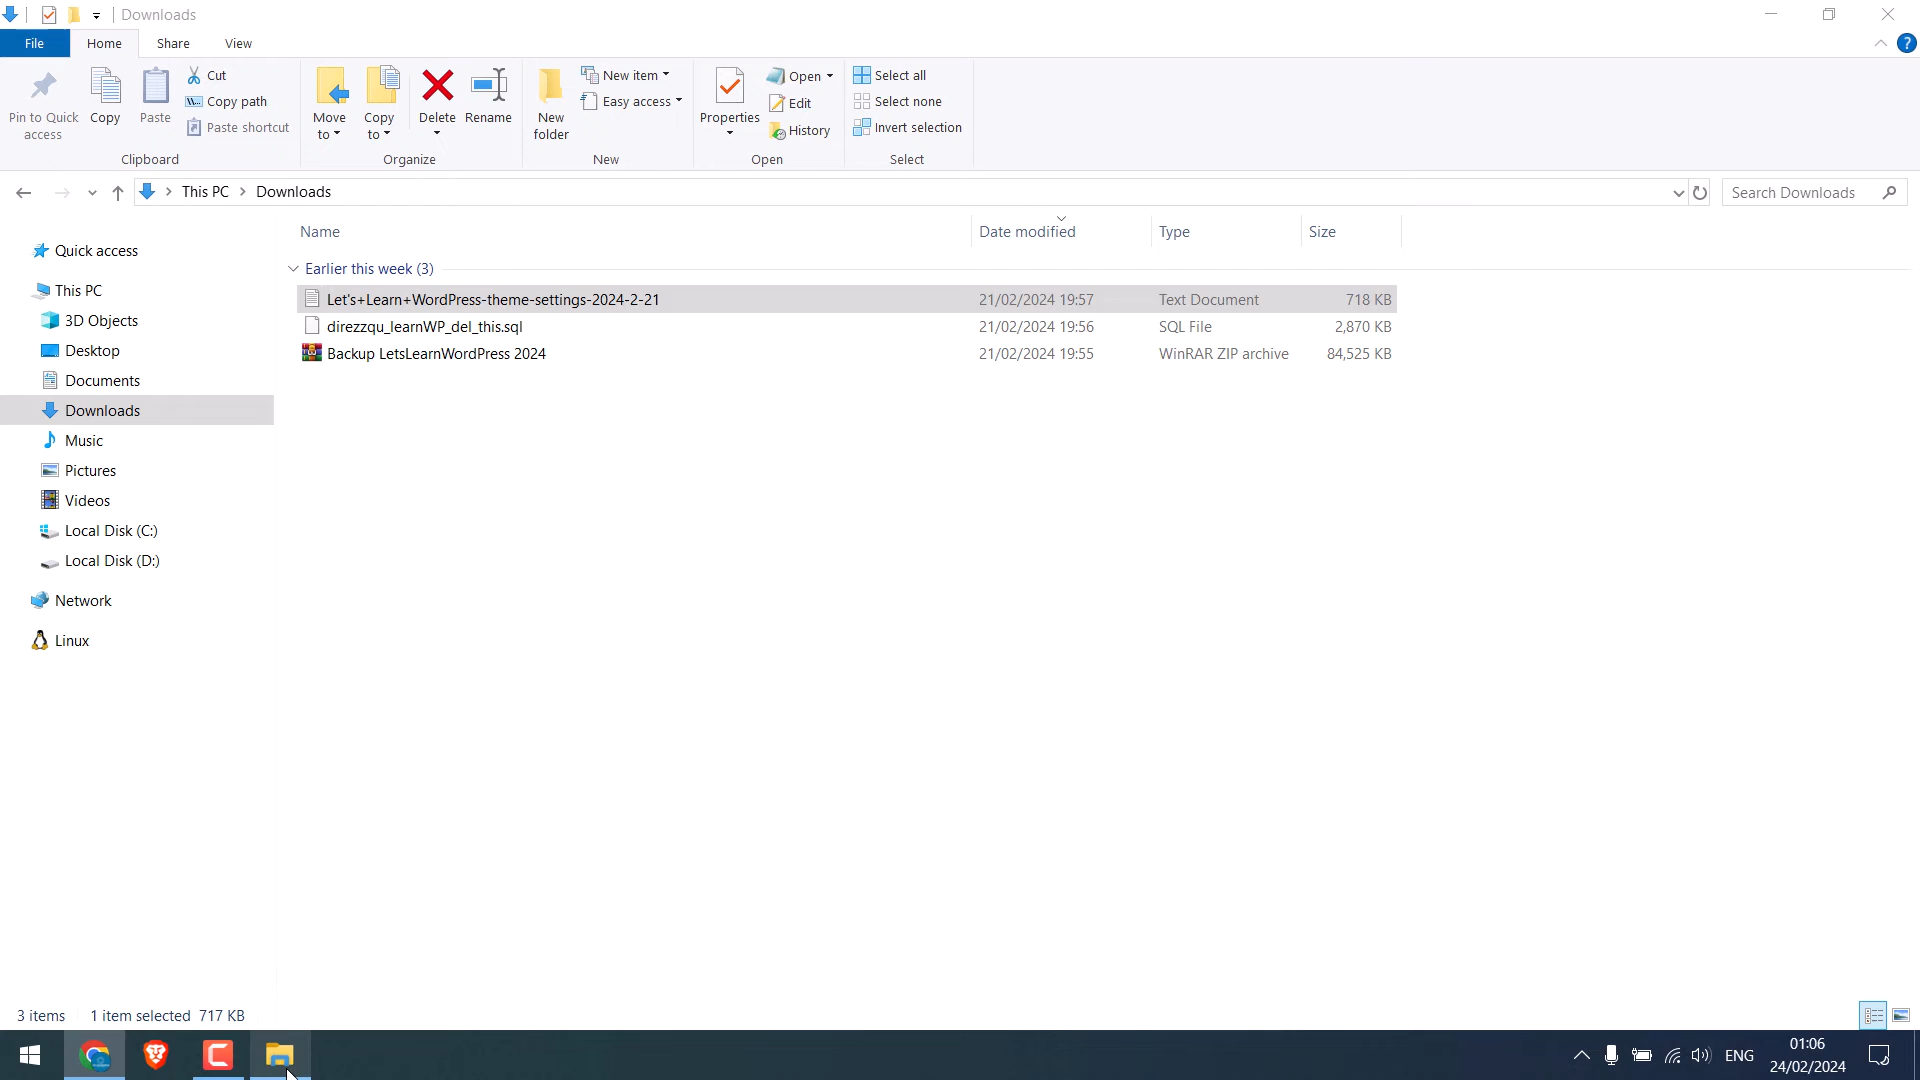 Downloads
File Home Share View
Pin to Quick access
Copy
Paste
Cut
Copy path
Paste shortcut
Clipboard
Move to
Copy to
Delete
Rename
Organize
New folder
New item
Easy access
New
Properties
Open
Edit
History
Open
Select all
Select none
Invert selection
Select
This PC > Downloads
Search Downloads
Name Date modified Type Size
Quick access
This PC
3D Objects
Desktop
Documents
Downloads
Music
Pictures
Videos
Local Disk (C:)
Local Disk (D:)
Network
Linux
Earlier this week (3)
Let's+Learn+WordPress-theme-settings-2024-2-21 21/02/2024 19:57 Text Document 718 KB
direzzqu_learnWP_del_this.sql 21/02/2024 19:56 SQL File 2,870 KB
Backup LetsLearnWordPress 2024 21/02/2024 19:55 WinRAR ZIP archive 84,525 KB
3 items 1 item selected 717 KB
ENG
01:06
24/02/2024